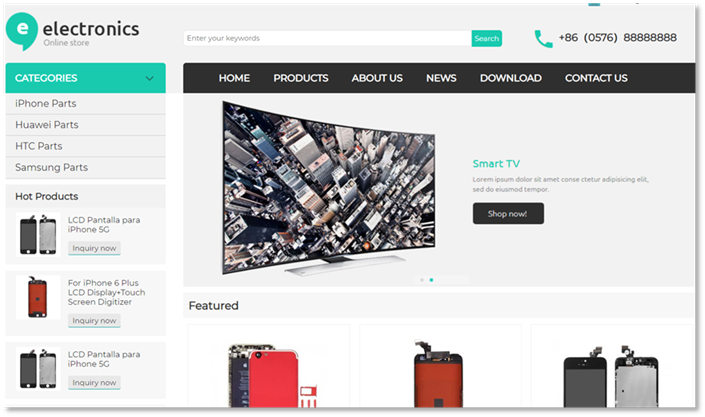 e electronics
Online store
Enter your keywords
Search
+86 (0576) 88888888
CATEGORIES
HOME PRODUCTS ABOUT US NEWS DOWNLOAD CONTACT US
iPhone Parts
Huawei Parts
HTC Parts
Samsung Parts
Hot Products
LCD Pantalla para
iPhone 5G
Inquiry now
For iPhone 6 Plus
LCD Display+Touch
Screen Digitizer
Inquiry now
LCD Pantalla para
iPhone 5G
Inquiry now
Smart TV
Lorem ipsum dolor sit amet conse ctetur adipisicing elit,
sed do eiusmod tempor.
Shop now!
Featured